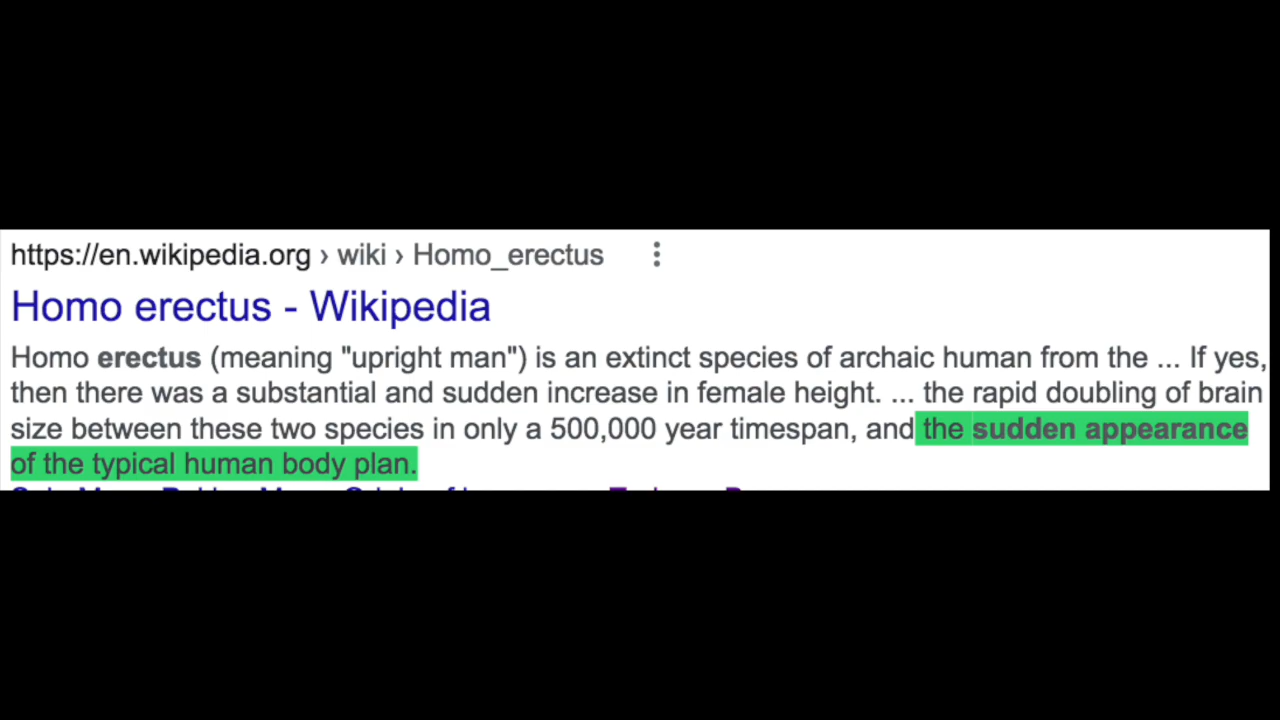 https://en.wikipedia.org › wiki › Homo_erectus
Homo erectus - Wikipedia
Homo erectus (meaning "upright man") is an extinct species of archaic human from the ... If yes,
then there was a substantial and sudden increase in female height. ... the rapid doubling of brain
size between these two species in only a 500,000 year timespan, and the sudden appearance
of the typical human body plan.